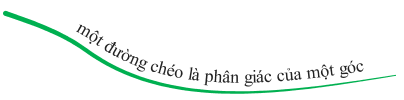 một đường chéo là phân giác của một góc